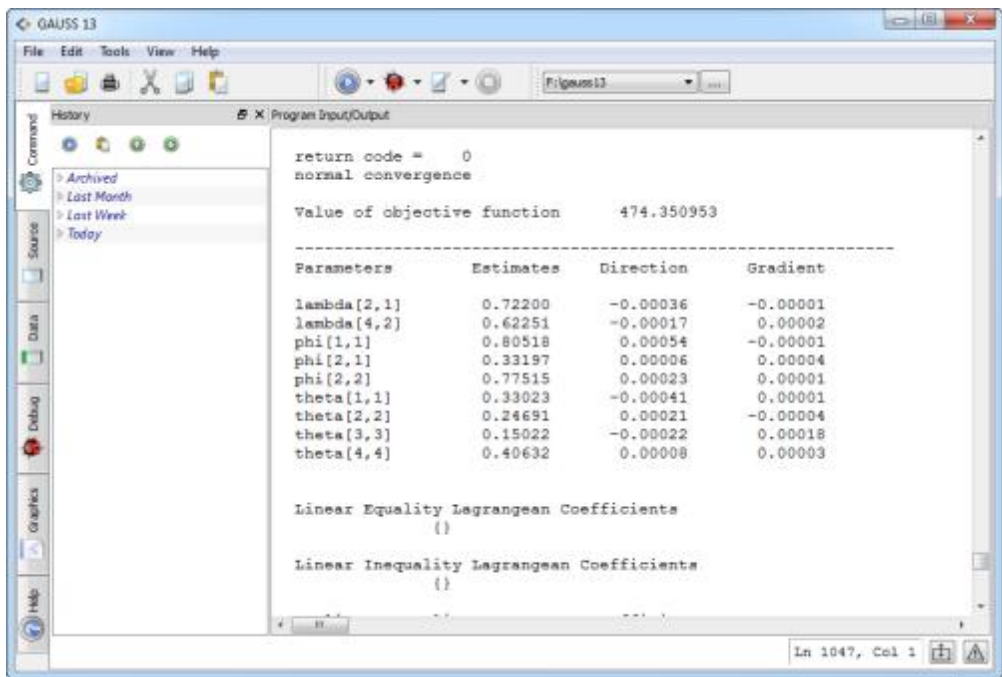 GAUSS 13
File Edit Tools View Help
F:\gauss13
Command
Source
Data
Debug
Graphics
Help
History
Archived
Last Month
Last Week
Today
Program Input/Output
return code = 0
normal convergence
Value of objective function 474.350953
----------------------------------------------------------------
Parameters Estimates Direction Gradient
lambda[2,1] 0.72200 -0.00036 -0.00001
lambda[4,2] 0.62251 -0.00017 0.00002
phi[1,1] 0.80518 0.00054 -0.00001
phi[2,1] 0.33197 0.00006 0.00004
phi[2,2] 0.77515 0.00023 0.00001
theta[1,1] 0.33023 -0.00041 0.00001
theta[2,2] 0.24691 0.00021 -0.00004
theta[3,3] 0.15022 -0.00022 0.00018
theta[4,4] 0.40632 0.00008 0.00003
Linear Equality Lagrangean Coefficients
{}
Linear Inequality Lagrangean Coefficients
{}
Ln 1047, Col 1